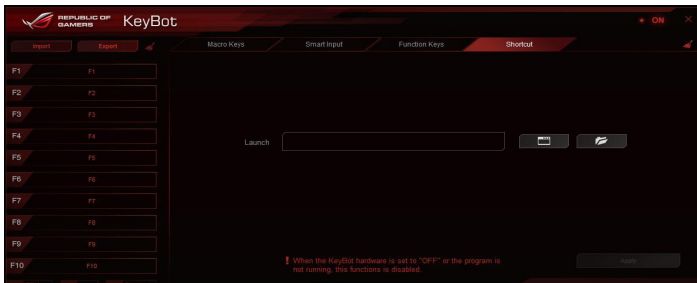 REPUBLIC OF
GAMERS
KeyBot
ON
Import
Export
Macro Keys
Smart Input
Function Keys
Shortcut
F1 F1
F2 F2
F3 F3
F4 F4
F5 F5
F6 F6
F7 F7
F8 F8
F9 F9
F10 F10
Launch
! When the KeyBot hardware is set to "OFF" or the program is
not running, this functions is disabled.
Apply